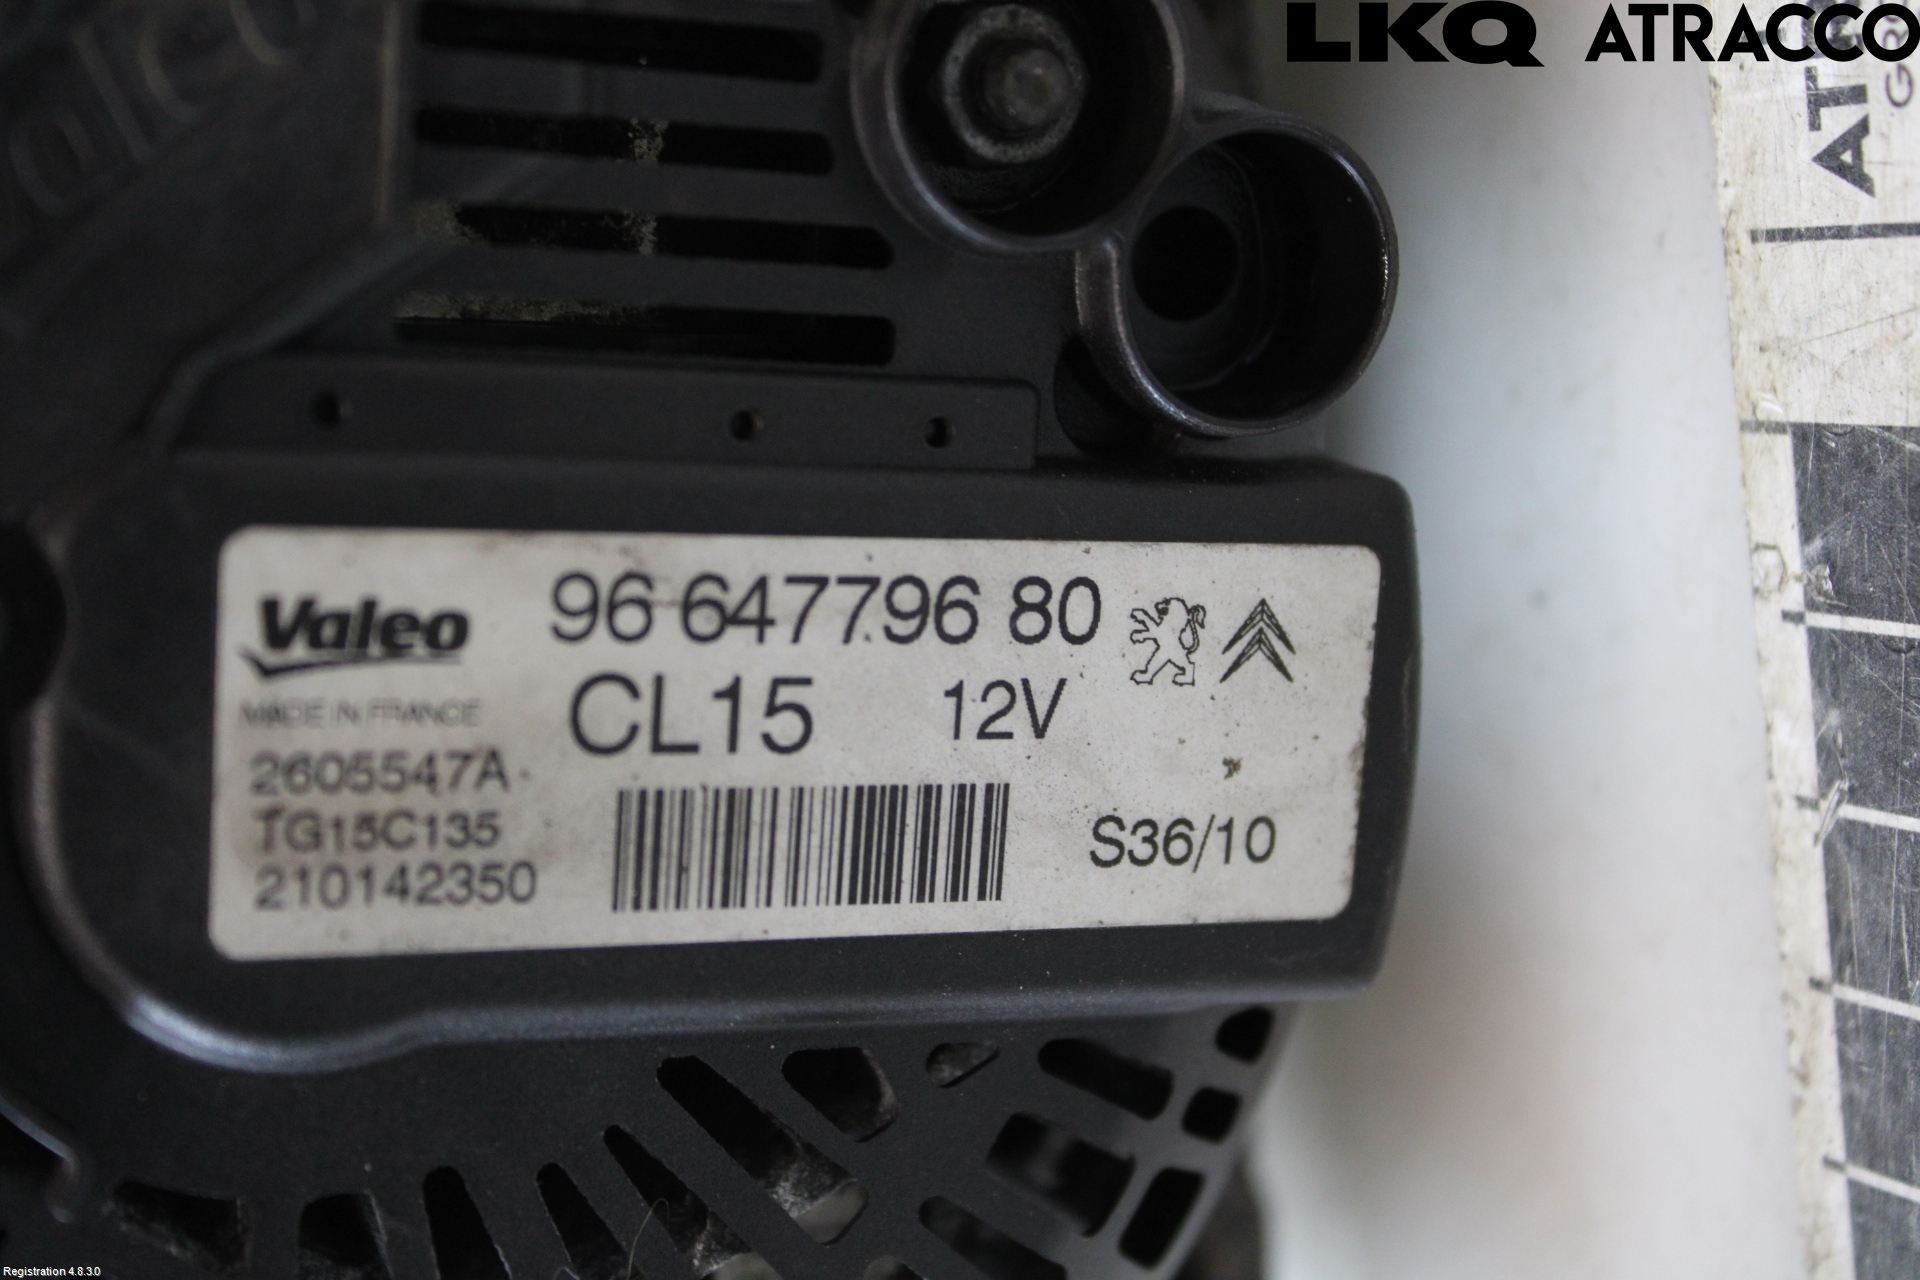 LKQ ATRACCO
Valeo
96 647796 80
MADE IN FRANCE
CL15 12V
2605547A
TG15C135
210142350
S36/10
Registration 4.8.3.0